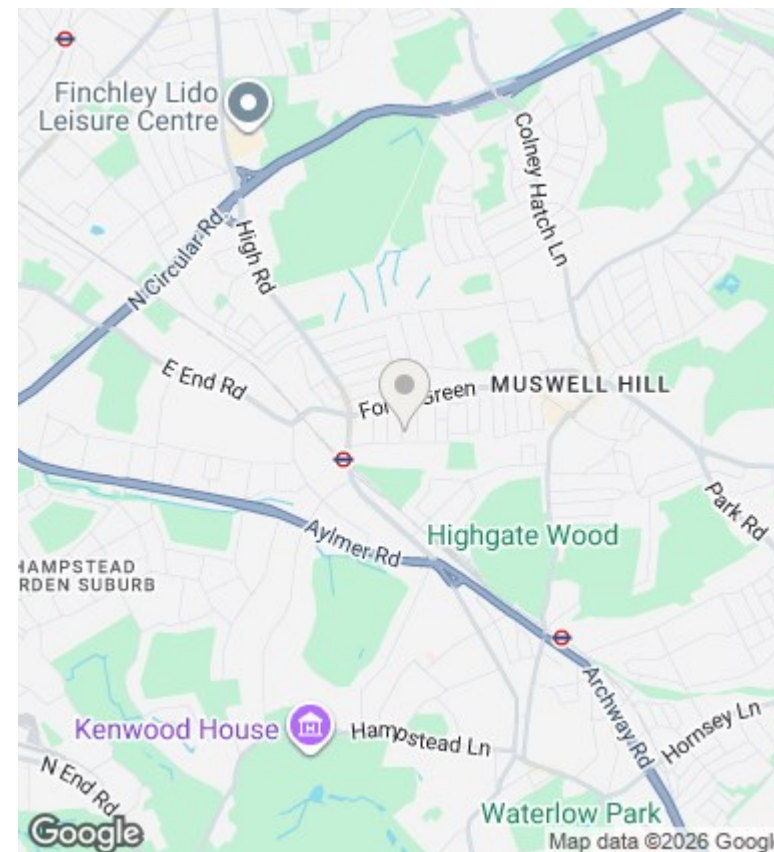 Finchley Lido
Leisure Centre
Colney Hatch Ln
N Circular Rd
High Rd
E End Rd
MUSWELL HILL
Green
Park Rd
Highgate Wood
Aylmer Rd
HAMPSTEAD
RDEN SUBURB
Archway Rd
Hornsey Ln
Kenwood House
Hampstead Ln
N End Rd
Waterlow Park
Google
Map data ©2026 Googl